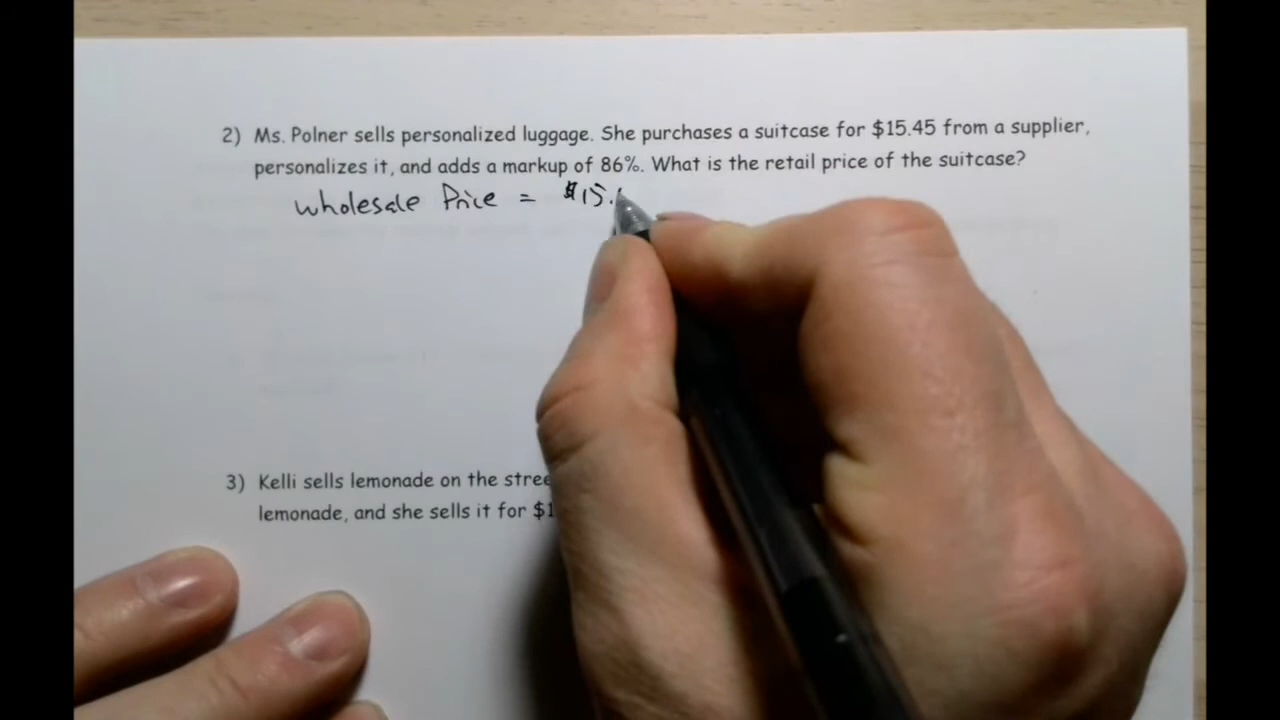 2) Ms. Polner sells personalized luggage. She purchases a suitcase for $15.45 from a supplier,
personalizes it, and adds a markup of 86%. What is the retail price of the suitcase?
wholesale Price = $15.
3) Kelli sells lemonade on the stree
lemonade, and she sells it for $1